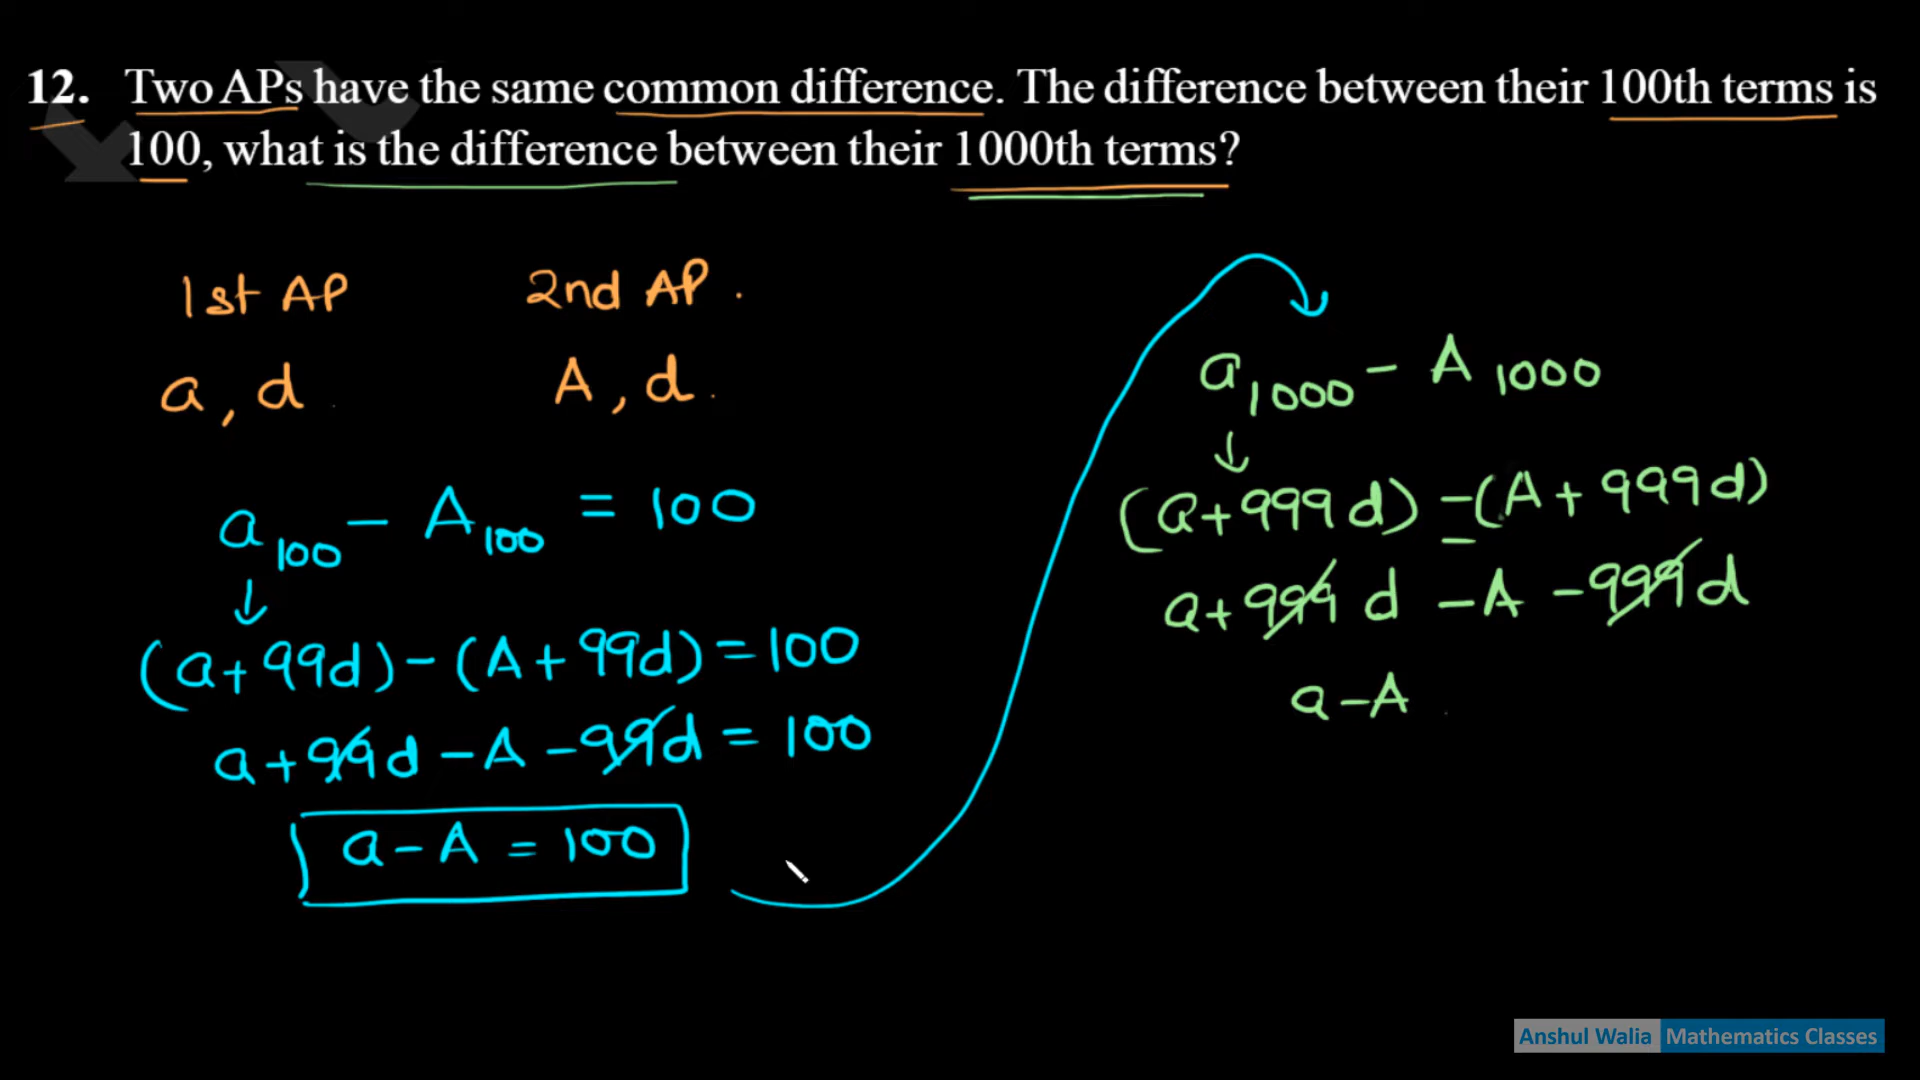 12. Two APs have the same common difference. The difference between their 100th terms is
100, what is the difference between their 1000th terms?
1st AP 2nd AP.
a, d A, d.
a₁₀₀ - A₁₀₀ = 100
↓
(a+99d) - (A+99d) = 100
a+99d - A - 99d = 100
a - A = 100
a₁₀₀₀ - A₁₀₀₀
↓
(a+999d) - (A+999d)
a+999d - A - 999d
a - A
Anshul Walia Mathematics Classes